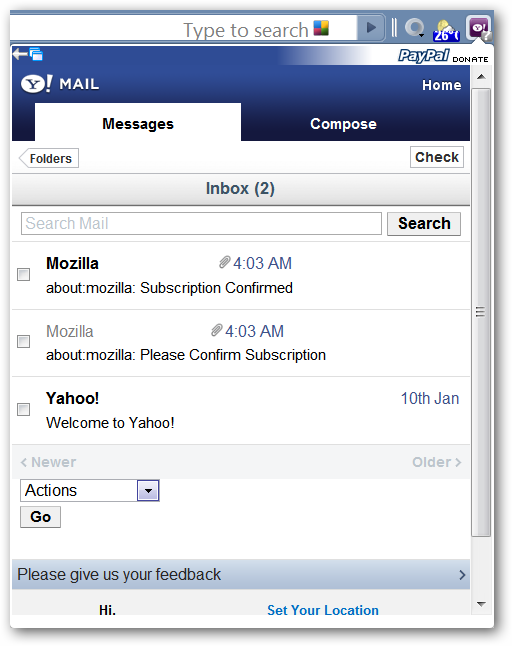 Type to search
26°
PayPal DONATE
Y! MAIL
Home
Messages Compose
Folders
Check
Inbox (2)
Search Mail Search
Mozilla 4:03 AM
about:mozilla: Subscription Confirmed
Mozilla 4:03 AM
about:mozilla: Please Confirm Subscription
Yahoo! 10th Jan
Welcome to Yahoo!
< Newer Older >
Actions
Go
Please give us your feedback >
Hi. Set Your Location